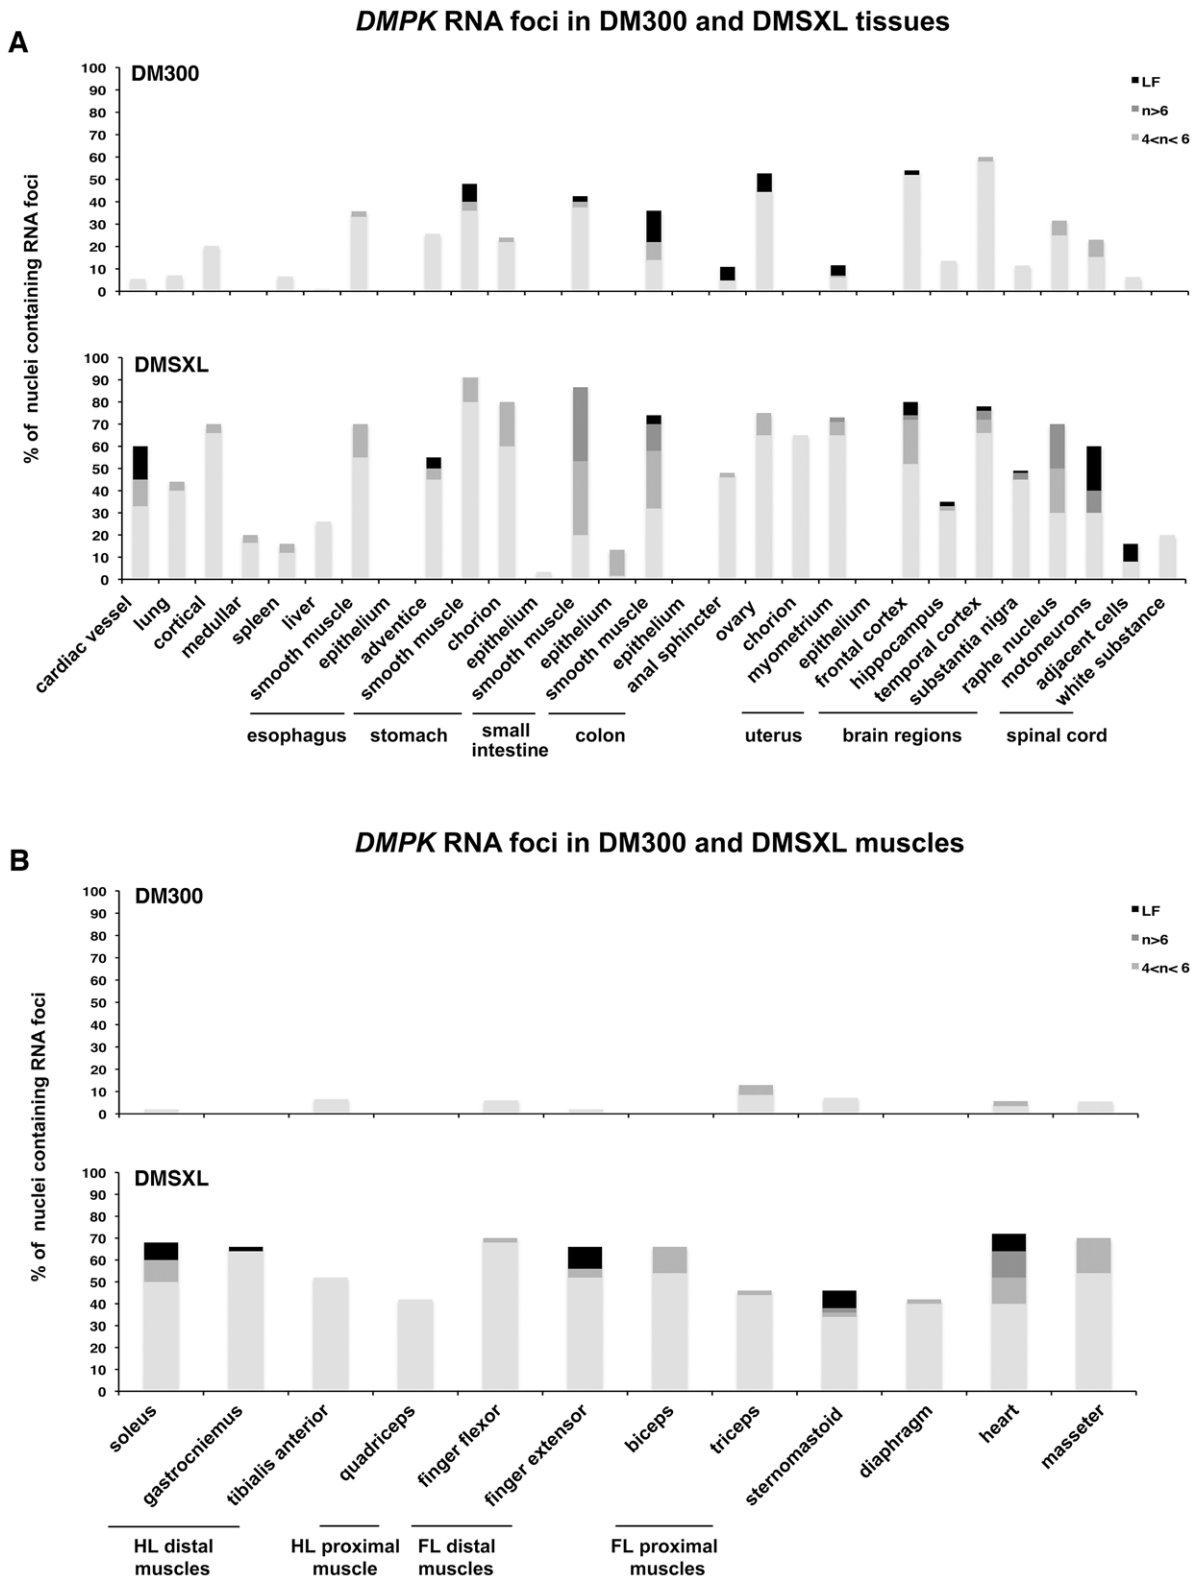 DMPK RNA foci in DM300 and DMSXL tissues
A
DM300
% of nuclei containing RNA foci
100
90
80
70
60
50
40
30
20
10
0
LF
n>6
4<n< 6
DMSXL
100
90
80
70
60
50
40
30
20
10
0
cardiac vessel
lung
cortical
medullar
spleen
liver
smooth muscle
epithelium
adventice
smooth muscle
chorion
epithelium
smooth muscle
epithelium
smooth muscle
epithelium
anal sphincter
ovary
chorion
myometrium
epithelium
frontal cortex
hippocampus
temporal cortex
substantia nigra
raphe nucleus
motoneurons
adjacent cells
white substance
esophagus
stomach
small
intestine
colon
uterus
brain regions
spinal cord
DMPK RNA foci in DM300 and DMSXL muscles
B
DM300
% of nuclei containing RNA foci
100
90
80
70
60
50
40
30
20
10
0
LF
n>6
4<n< 6
DMSXL
100
90
80
70
60
50
40
30
20
10
0
soleus
gastrocniemus
tibialis anterior
quadriceps
finger flexor
finger extensor
biceps
triceps
sternomastoid
diaphragm
heart
masseter
HL distal
muscles
HL proximal
muscle
FL distal
muscles
FL proximal
muscles